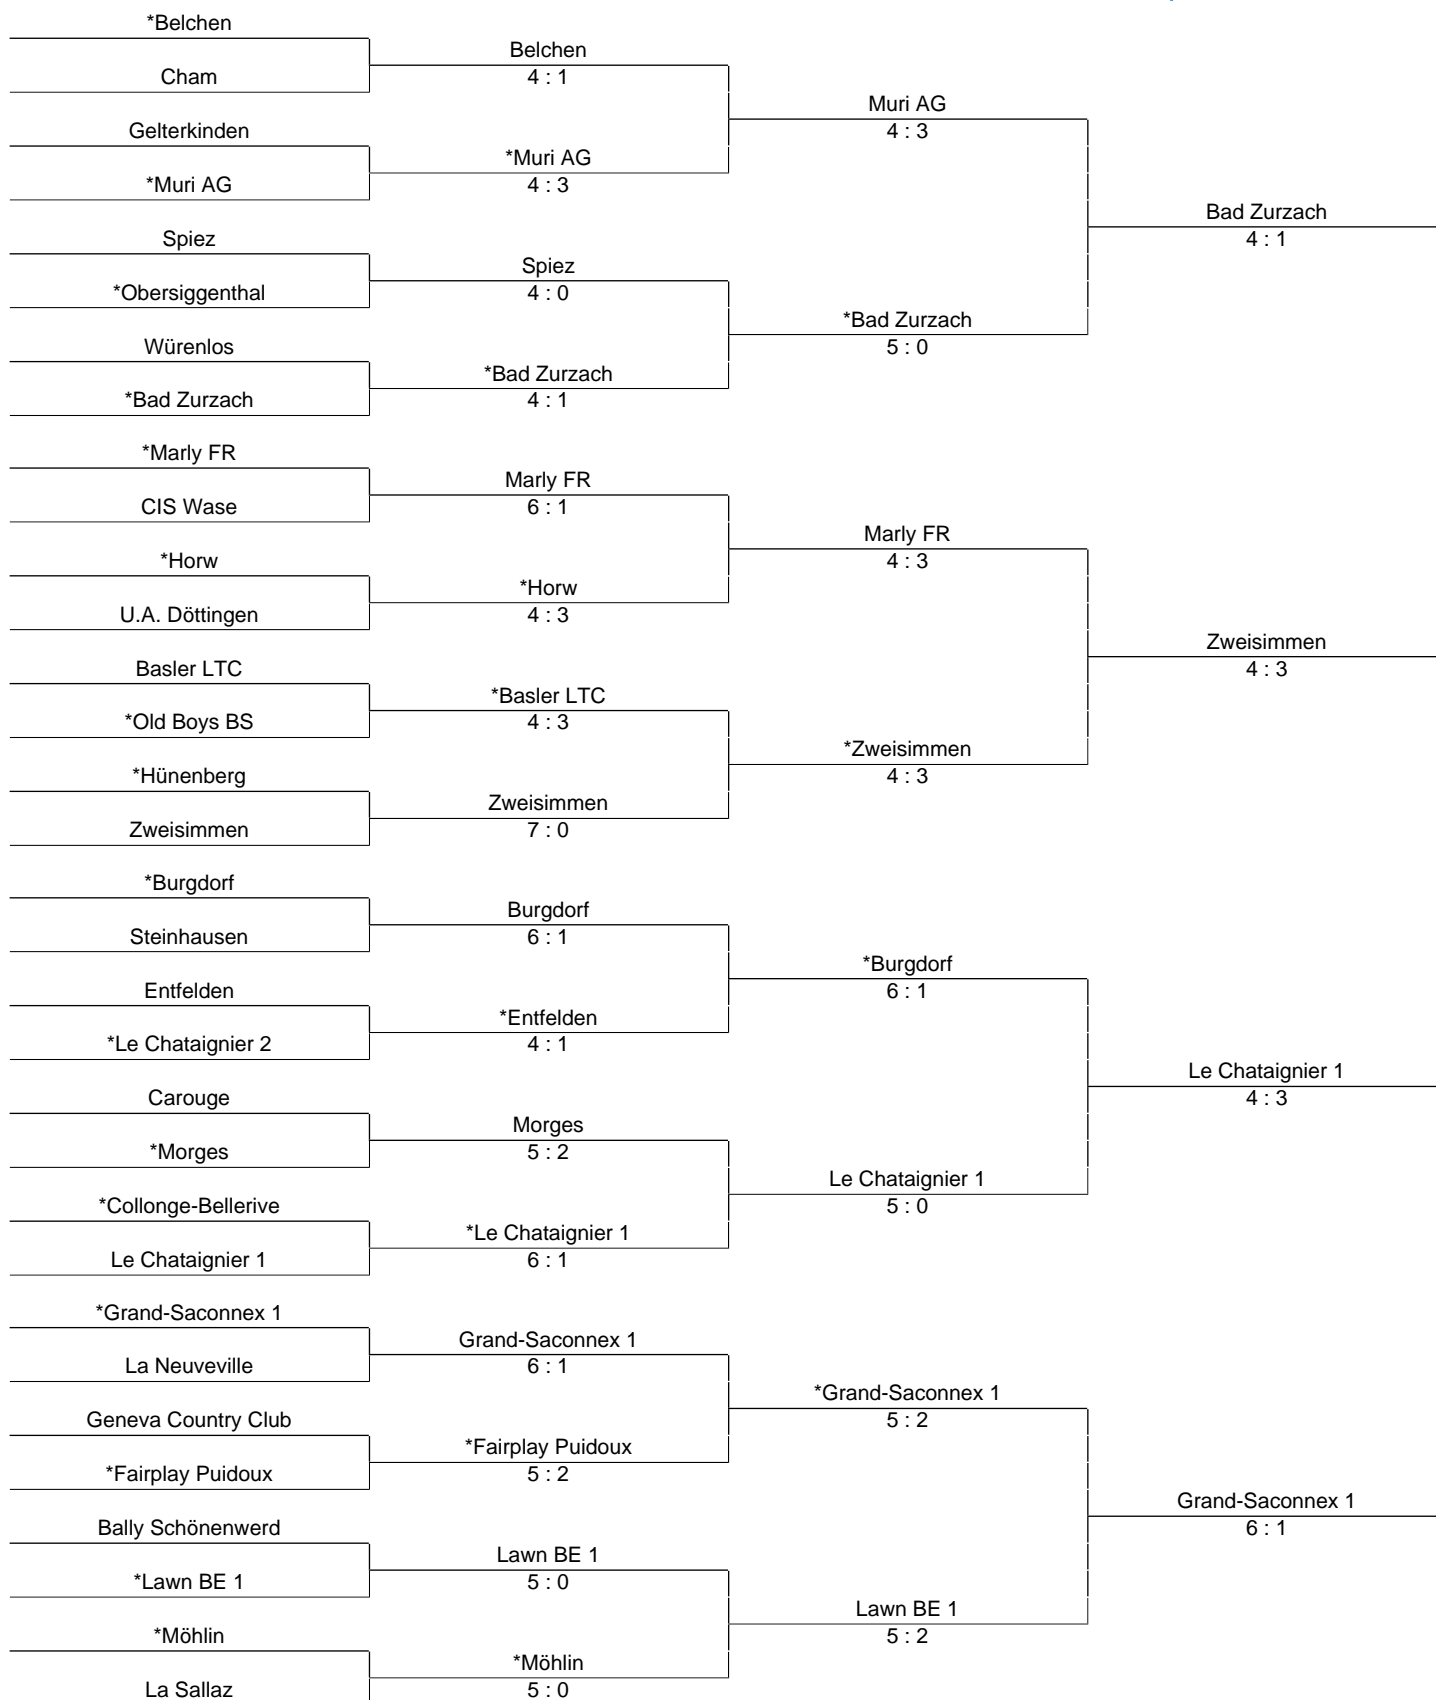 *Belchen
Cham
Gelterkinden
*Muri AG
Spiez
*Obersiggenthal
Würenlos
*Bad Zurzach
*Marly FR
CIS Wase
*Horw
U.A. Döttingen
Basler LTC
*Old Boys BS
*Hünenberg
Zweisimmen
*Burgdorf
Steinhausen
Entfelden
*Le Chataignier 2
Carouge
*Morges
*Collonge-Bellerive
Le Chataignier 1
*Grand-Saconnex 1
La Neuveville
Geneva Country Club
*Fairplay Puidoux
Bally Schönenwerd
*Lawn BE 1
*Möhlin
La Sallaz
Belchen
4 : 1
*Muri AG
4 : 3
Spiez
4 : 0
*Bad Zurzach
4 : 1
Marly FR
6 : 1
*Horw
4 : 3
*Basler LTC
4 : 3
Zweisimmen
7 : 0
Burgdorf
6 : 1
*Entfelden
4 : 1
Morges
5 : 2
*Le Chataignier 1
6 : 1
Grand-Saconnex 1
6 : 1
*Fairplay Puidoux
5 : 2
Lawn BE 1
5 : 0
*Möhlin
5 : 0
Muri AG
4 : 3
*Bad Zurzach
5 : 0
Marly FR
4 : 3
*Zweisimmen
4 : 3
*Burgdorf
6 : 1
Le Chataignier 1
5 : 0
*Grand-Saconnex 1
5 : 2
Lawn BE 1
5 : 2
Bad Zurzach
4 : 1
Zweisimmen
4 : 3
Le Chataignier 1
4 : 3
Grand-Saconnex 1
6 : 1